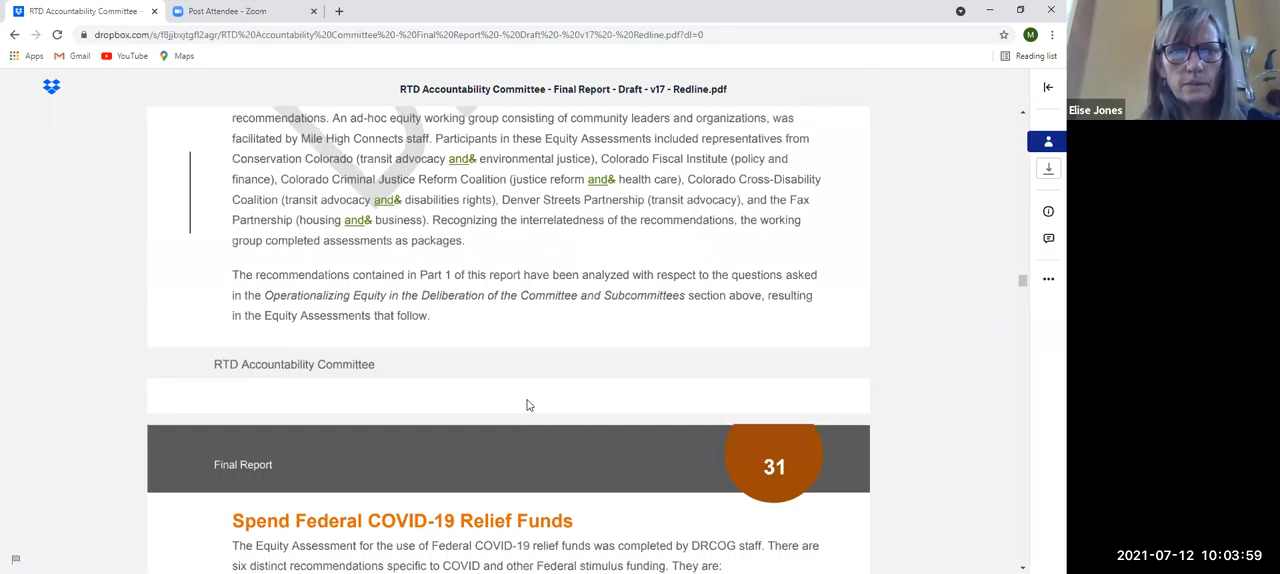 RTD Accountability Committee -
Post Attendee - Zoom
dropbox.com/s/f8jjbxjtgfl2agr/RTD%20Accountability%20Committee%20-%20Final%20Report%20-%20Draft%20-%20v17%20-%20Redline.pdf?dl=0
M
Apps
Gmail
YouTube
Maps
Reading list
RTD Accountability Committee - Final Report - Draft - v17 - Redline.pdf
Elise Jones
recommendations. An ad-hoc equity working group consisting of community leaders and organizations, was
facilitated by Mile High Connects staff. Participants in these Equity Assessments included representatives from
Conservation Colorado (transit advocacy and& environmental justice), Colorado Fiscal Institute (policy and
finance), Colorado Criminal Justice Reform Coalition (justice reform and& health care), Colorado Cross-Disability
Coalition (transit advocacy and& disabilities rights), Denver Streets Partnership (transit advocacy), and the Fax
Partnership (housing and& business). Recognizing the interrelatedness of the recommendations, the working
group completed assessments as packages.
The recommendations contained in Part 1 of this report have been analyzed with respect to the questions asked
in the Operationalizing Equity in the Deliberation of the Committee and Subcommittees section above, resulting
in the Equity Assessments that follow.
RTD Accountability Committee
Final Report
31
Spend Federal COVID-19 Relief Funds
The Equity Assessment for the use of Federal COVID-19 relief funds was completed by DRCOG staff. There are
six distinct recommendations specific to COVID and other Federal stimulus funding. They are:
2021-07-12 10:03:59